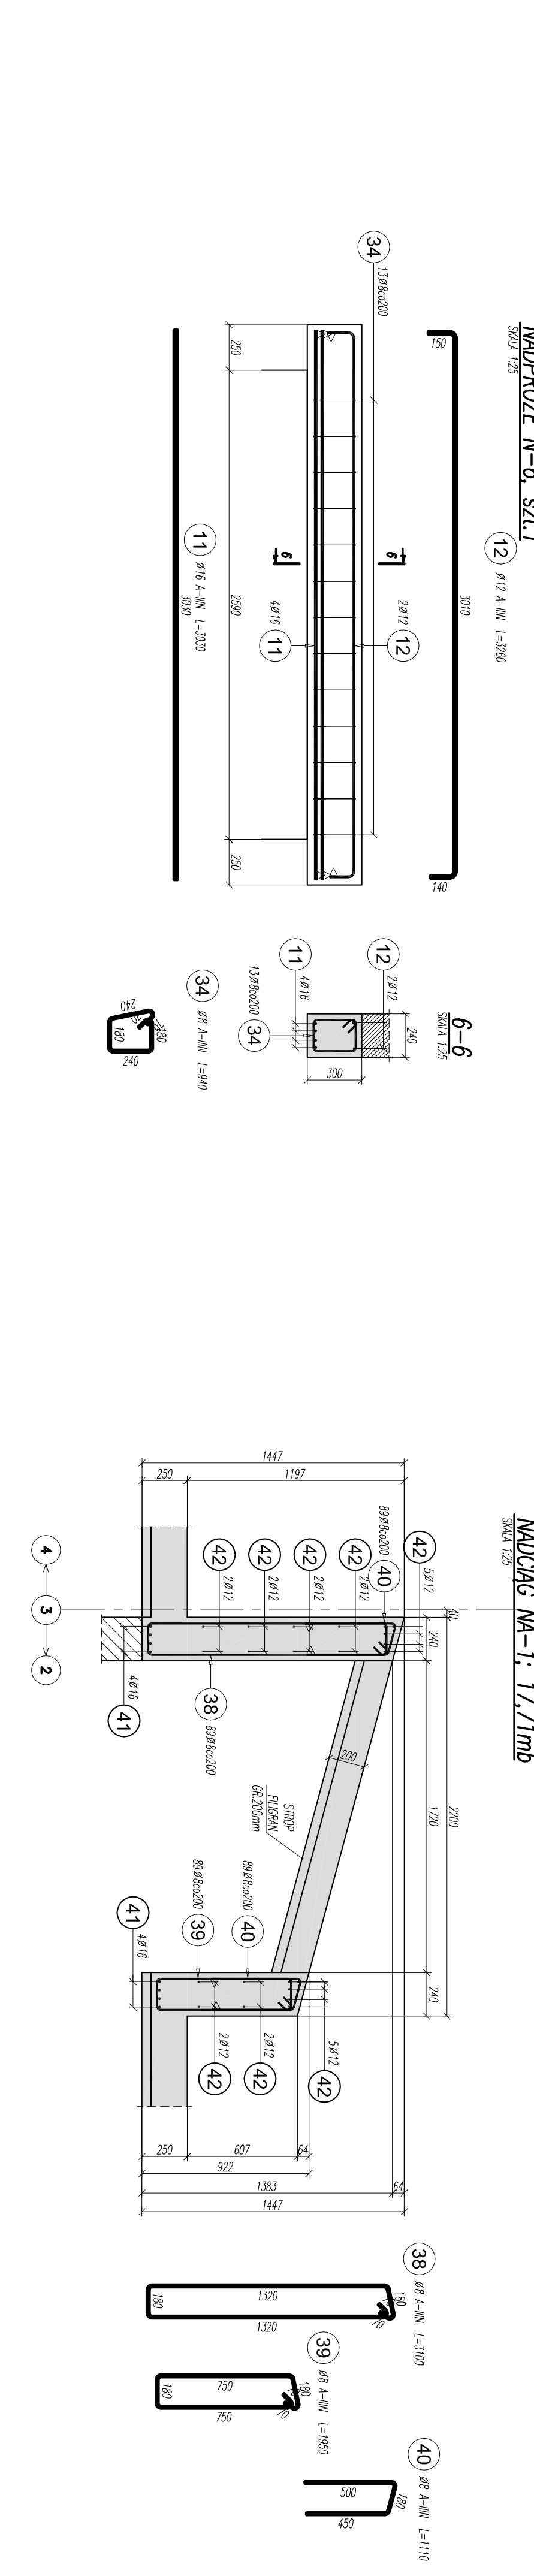 NADPROŻE N-6, szt.1
SKALA 1:25
12 Ø12 A-IIIN L=3260
150
3010
140
34 13Ø8co200
2Ø12
12
6
6
4Ø16
11
250
2590
250
11 Ø16 A-IIIN L=3030
3030
6-6
SKALA 1:25
240
12 2Ø12
300
11 4Ø16
13Ø8co200
34
34 Ø8 A-IIIN L=940
180
240
180
240
NADCIĄG NA-1; 17,71mb
SKALA 1:25
2200
40
240
1720
240
42 5Ø12
89Ø8co200
40
42 2Ø12
42 2Ø12
42 2Ø12
42 2Ø12
1447
1197
250
38 89Ø8co200
4Ø16
41
4
3
2
200
STROP
FILIGRAN
GR.200mm
89Ø8co200
40
89Ø8co200
39
41 4Ø16
5Ø12
42
2Ø12
42
2Ø12
42
250
607
64
922
1383
64
1447
38 Ø8 A-IIIN L=3100
180
1320
180
1320
70
39 Ø8 A-IIIN L=1950
180
750
180
750
70
40 Ø8 A-IIIN L=1110
180
500
450